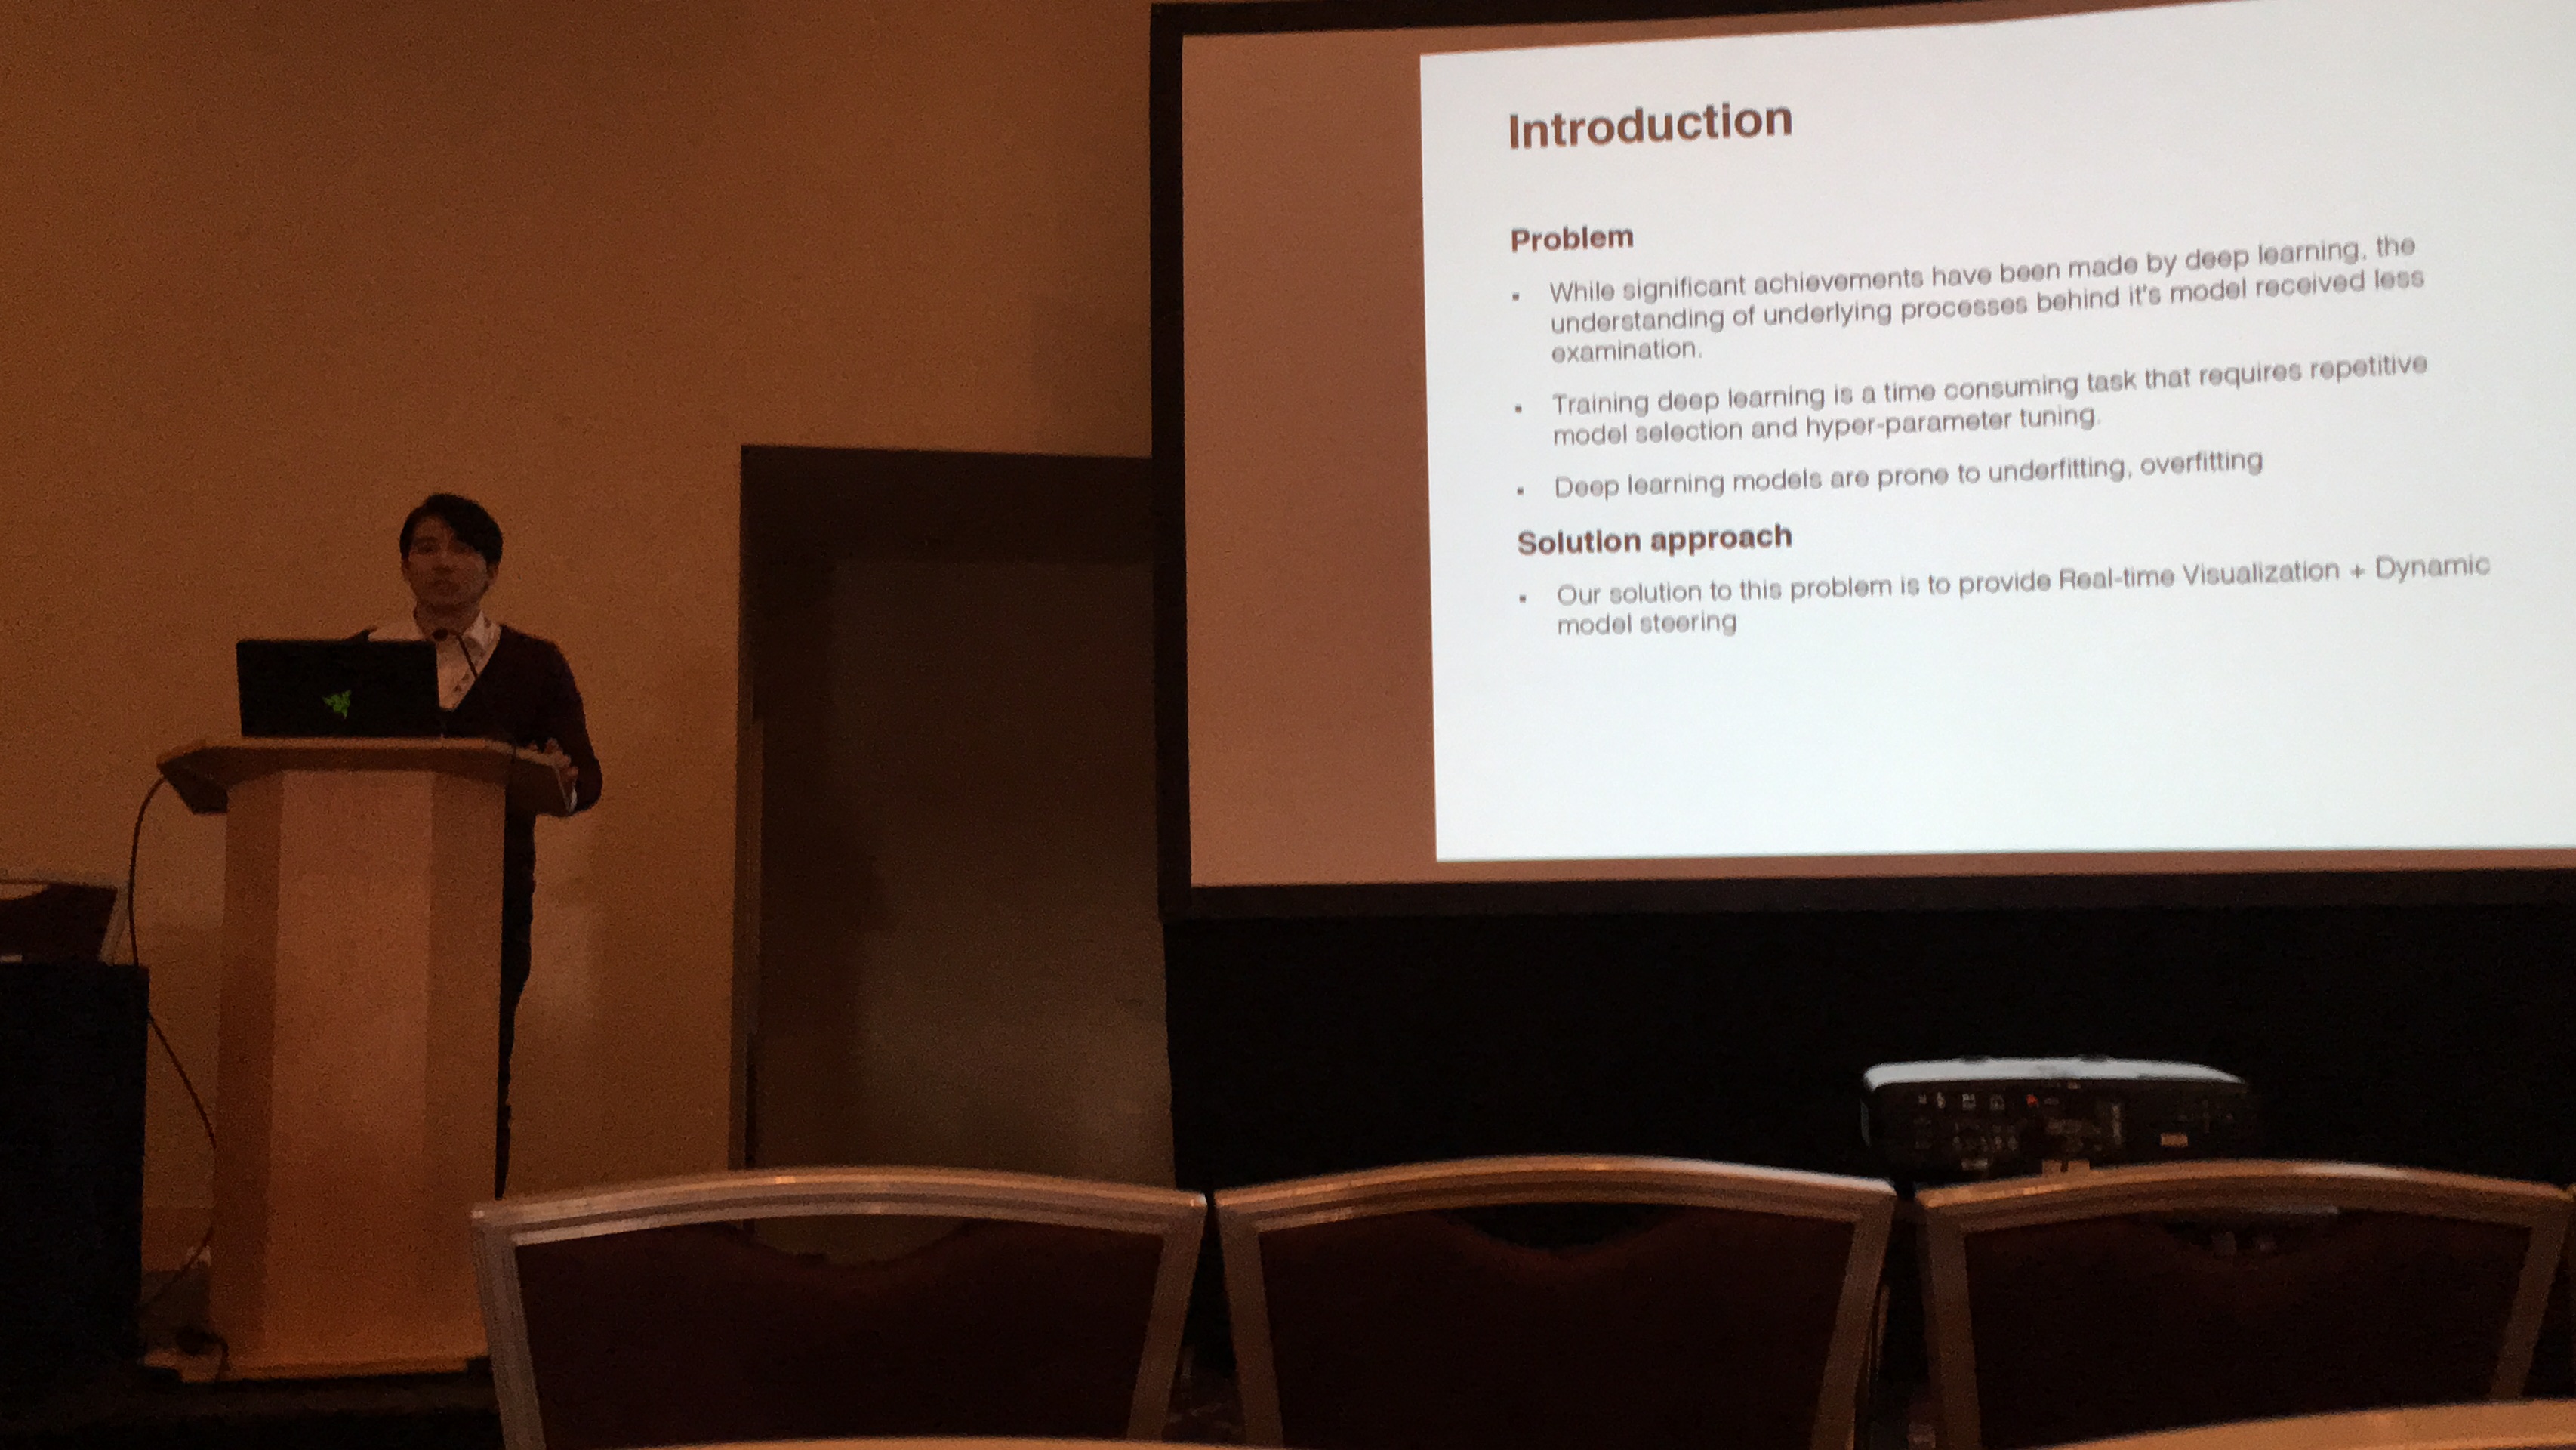 Introduction
Problem
▪ While significant achievements have been made by deep learning, the
understanding of underlying processes behind it's model received less
examination.
▪ Training deep learning is a time consuming task that requires repetitive
model selection and hyper-parameter tuning.
▪ Deep learning models are prone to underfitting, overfitting
Solution approach
▪ Our solution to this problem is to provide Real-time Visualization + Dynamic
model steering